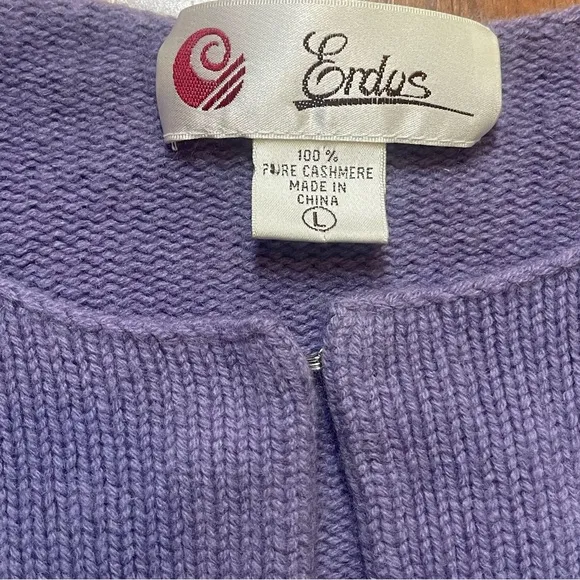 Erdos
100%
PURE CASHMERE
MADE IN
CHINA
L